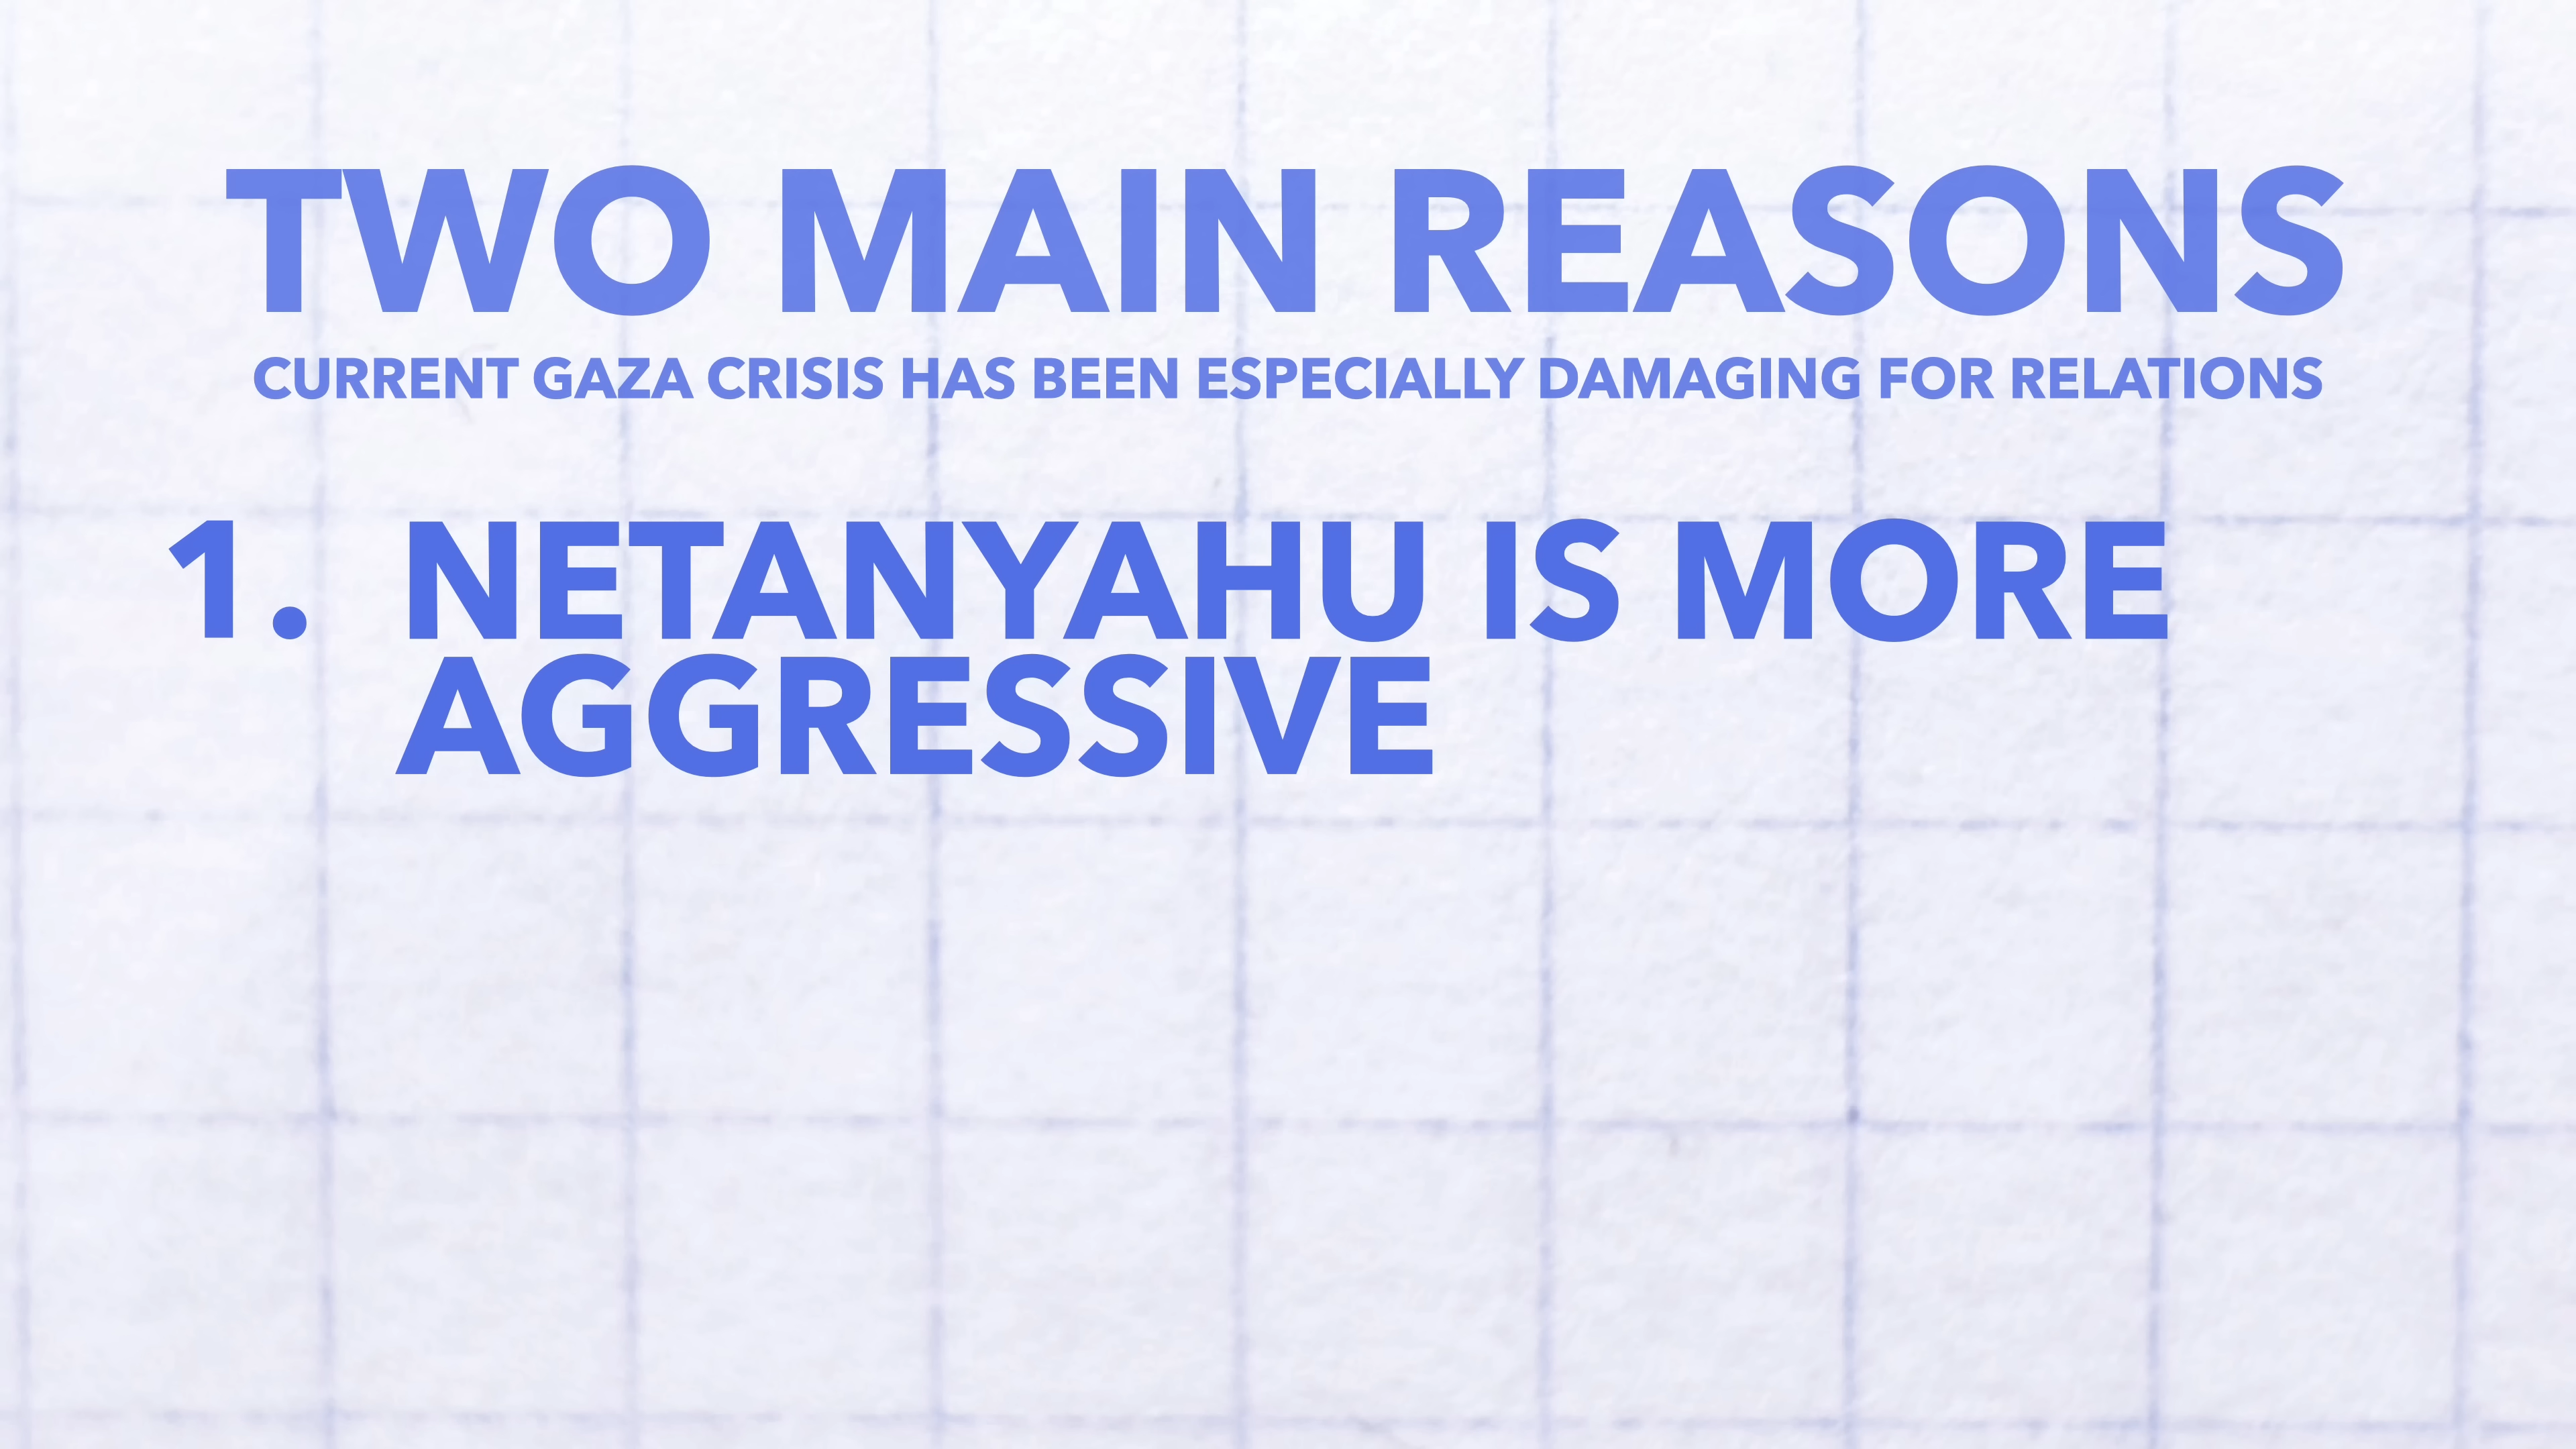 TWO MAIN REASONS
CURRENT GAZA CRISIS HAS BEEN ESPECIALLY DAMAGING FOR RELATIONS
1. NETANYAHU IS MORE
AGGRESSIVE